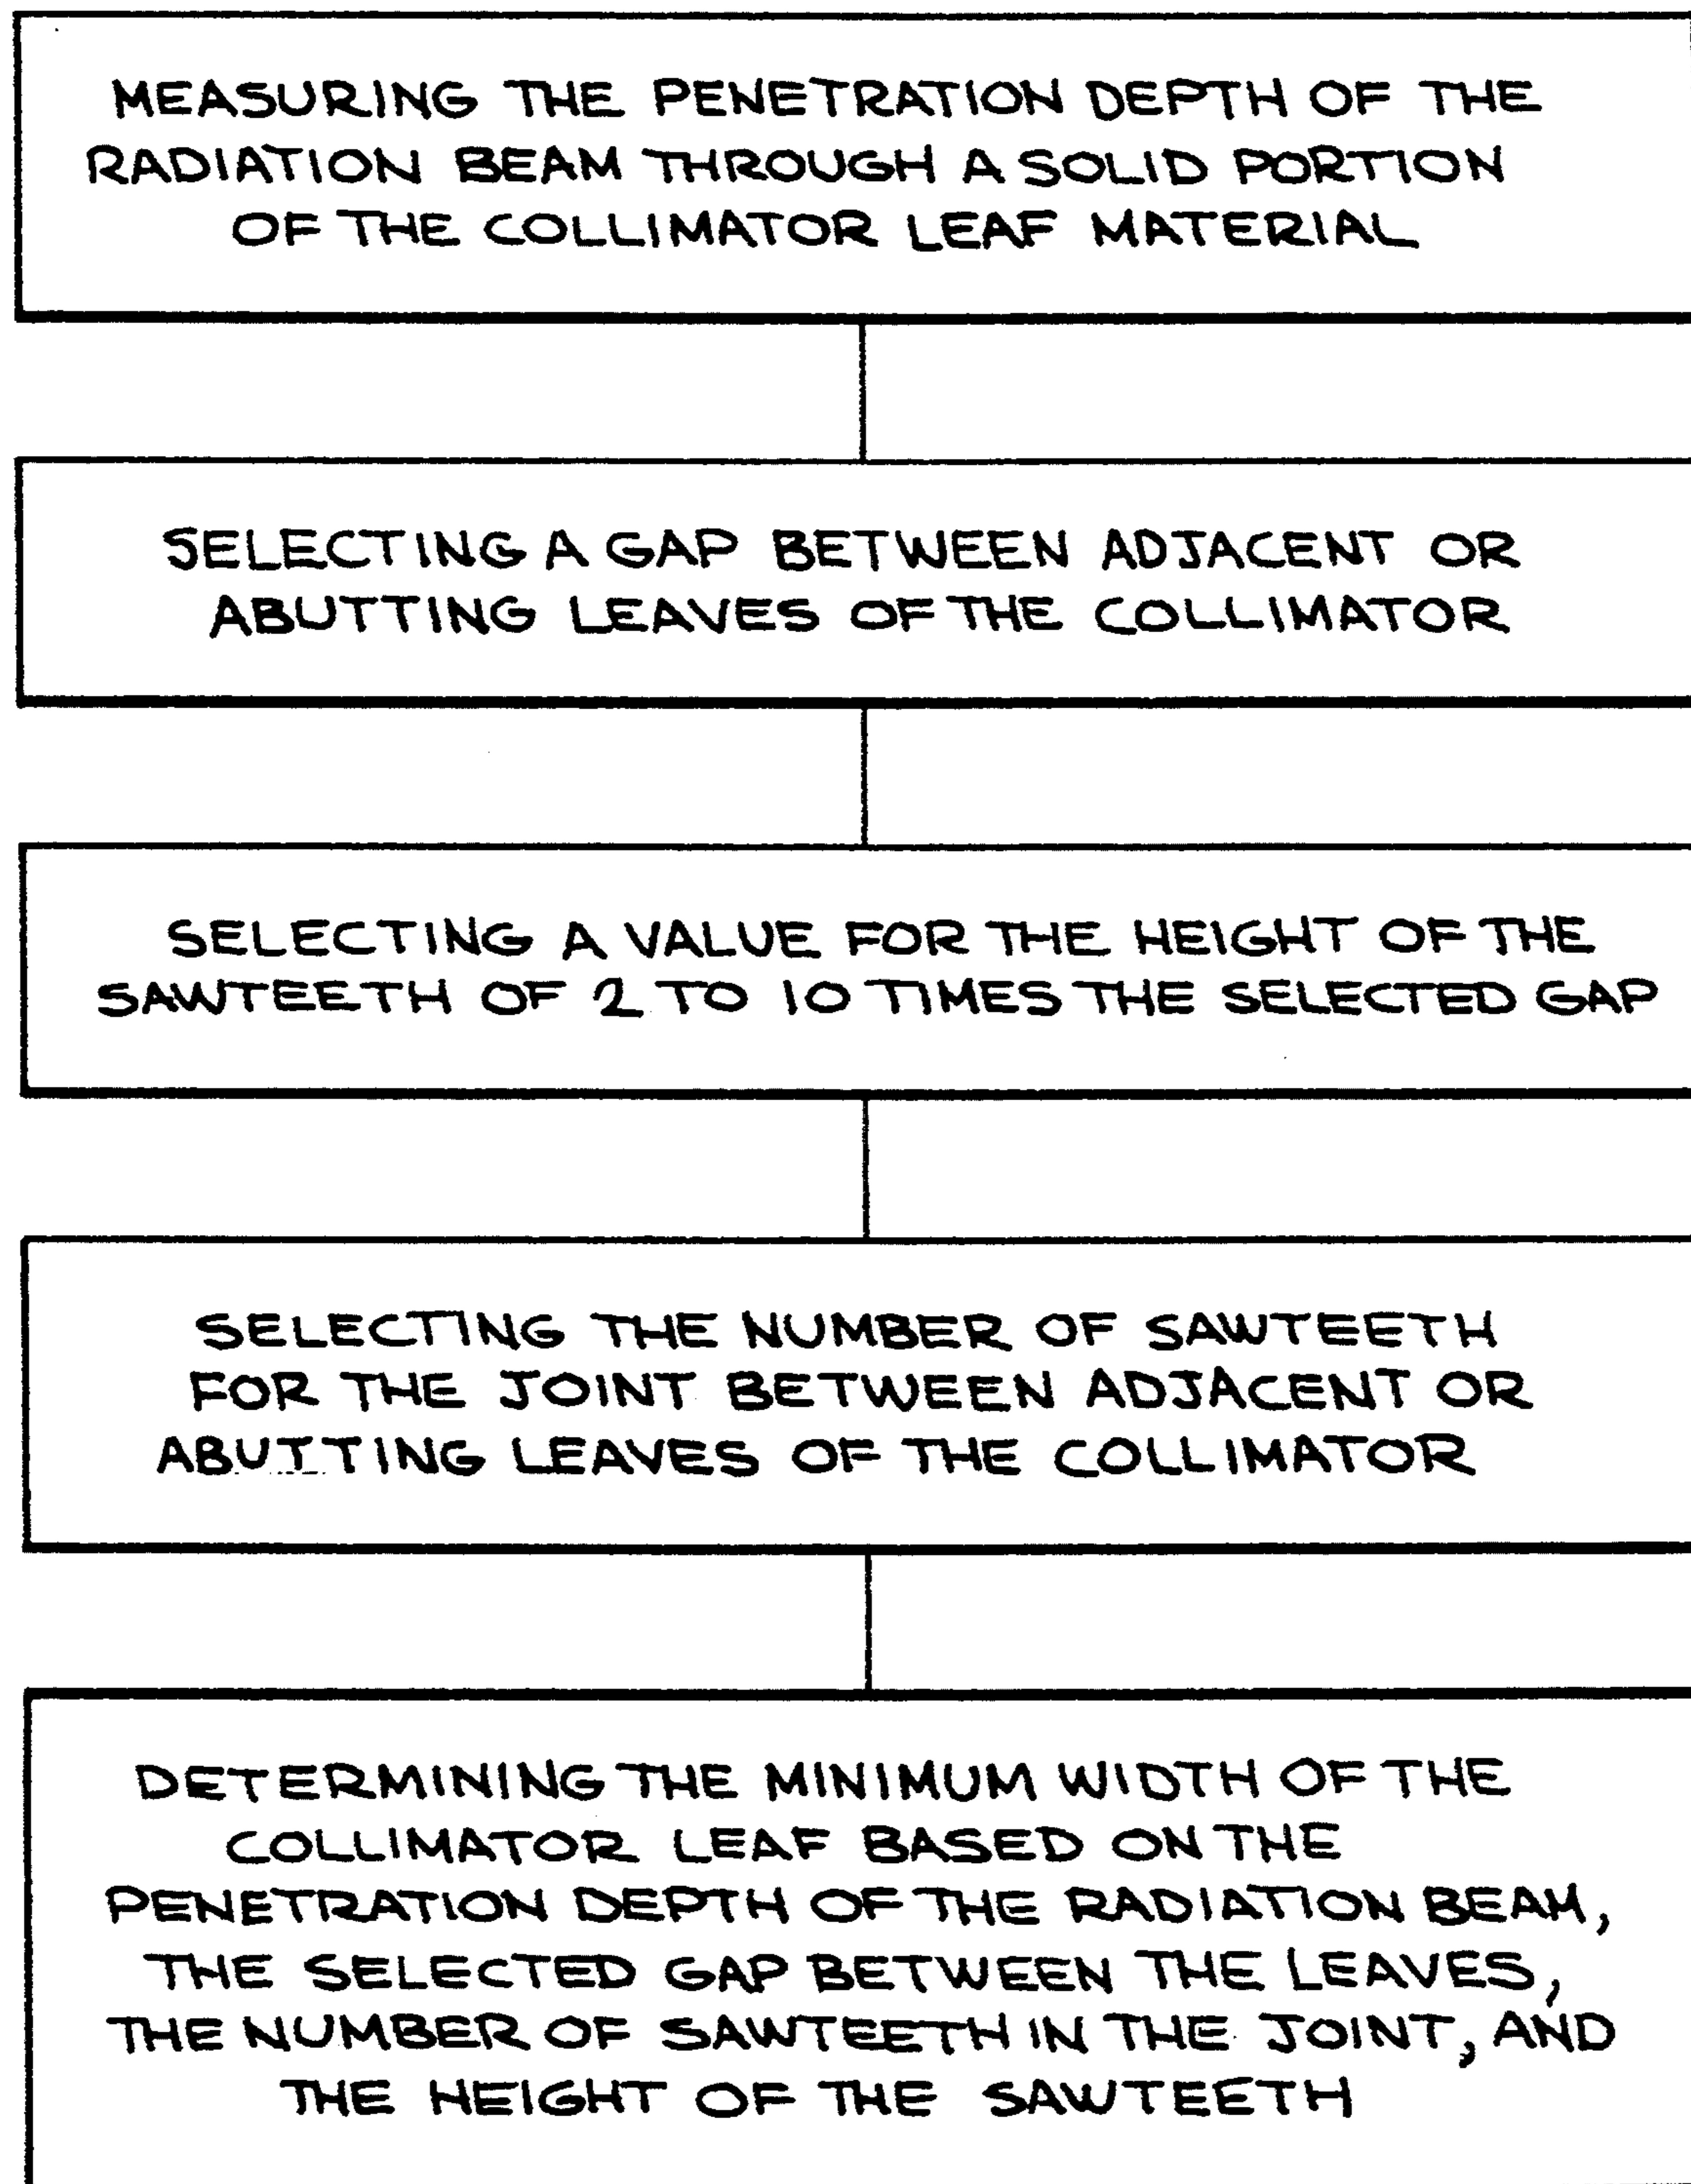 MEASURING THE PENETRATION DEPTH OF THE
RADIATION BEAM THROUGH A SOLID PORTION
OF THE COLLIMATOR LEAF MATERIAL
SELECTING A GAP BETWEEN ADJACENT OR
ABUTTING LEAVES OF THE COLLIMATOR
SELECTING A VALUE FOR THE HEIGHT OF THE
SAWTEETH OF 2 TO 10 TIMES THE SELECTED GAP
SELECTING THE NUMBER OF SAWTEETH
FOR THE JOINT BETWEEN ADJACENT OR
ABUTTING LEAVES OF THE COLLIMATOR
DETERMINING THE MINIMUM WIDTH OF THE
COLLIMATOR LEAF BASED ON THE
PENETRATION DEPTH OF THE RADIATION BEAM,
THE SELECTED GAP BETWEEN THE LEAVES,
THE NUMBER OF SAWTEETH IN THE JOINT, AND
THE HEIGHT OF THE SAWTEETH